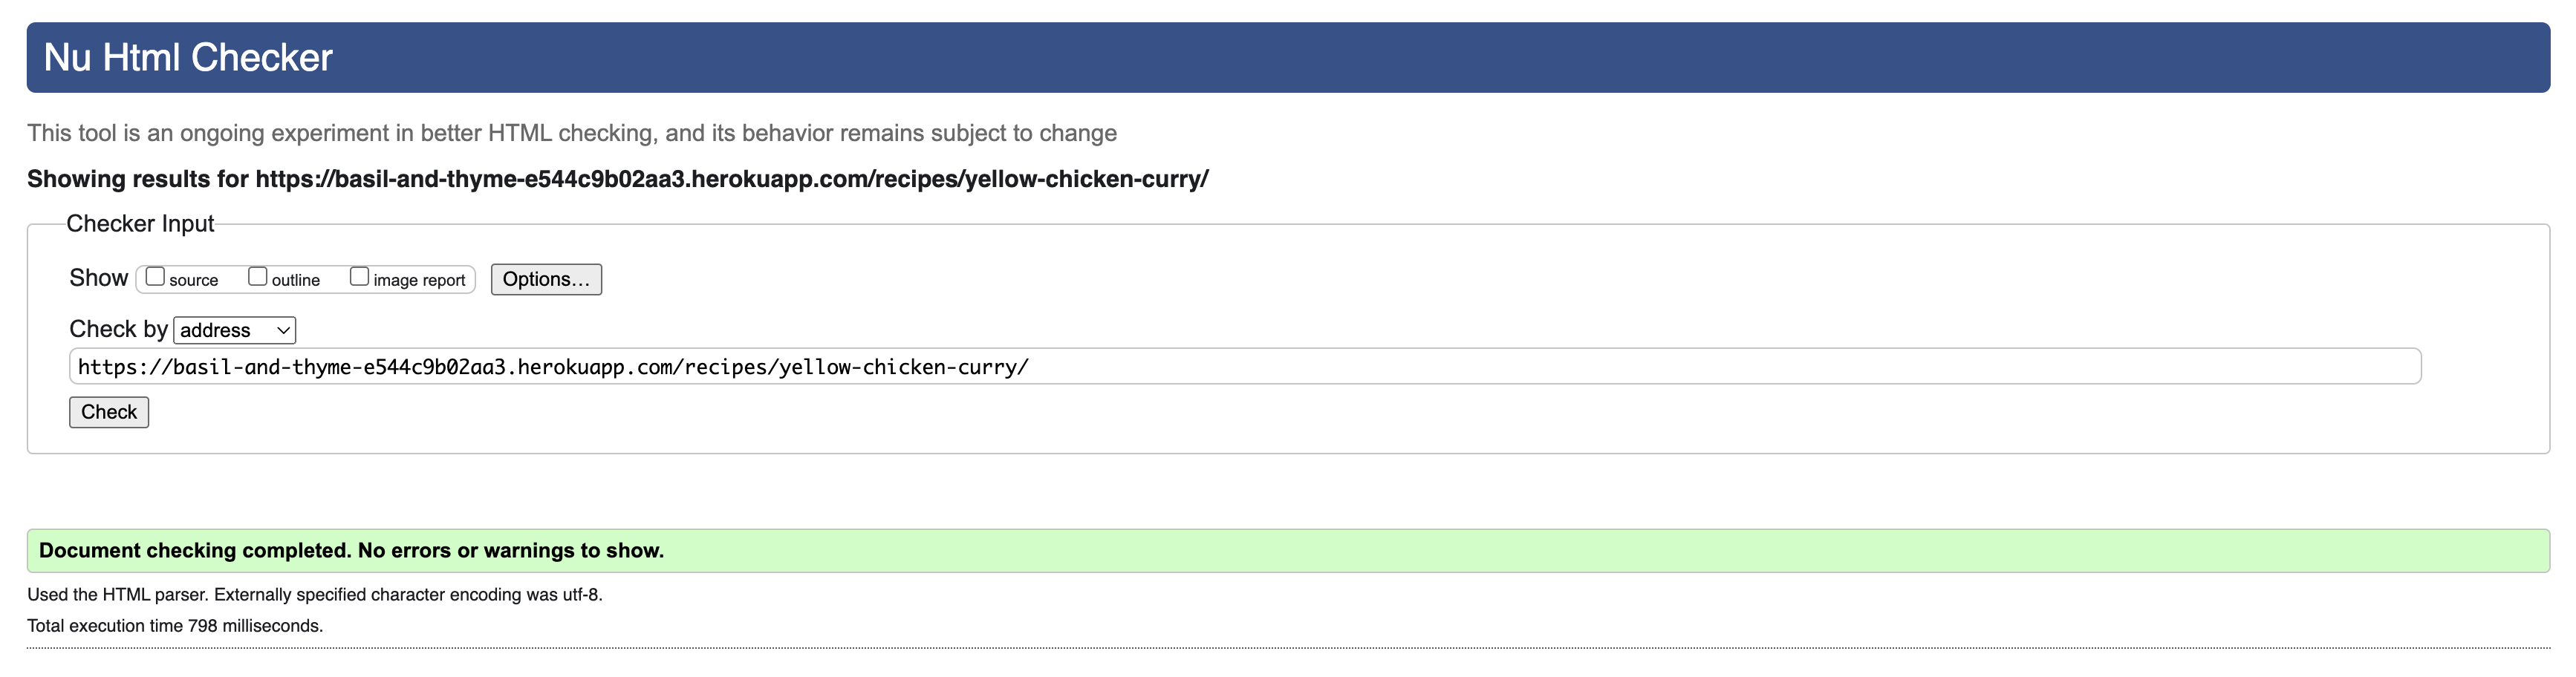 Nu Html Checker
This tool is an ongoing experiment in better HTML checking, and its behavior remains subject to change
Showing results for https://basil-and-thyme-e544c9b02aa3.herokuapp.com/recipes/yellow-chicken-curry/
Checker Input
Show source outline image report Options...
Check by address
https://basil-and-thyme-e544c9b02aa3.herokuapp.com/recipes/yellow-chicken-curry/
Check
Document checking completed. No errors or warnings to show.
Used the HTML parser. Externally specified character encoding was utf-8.
Total execution time 798 milliseconds.